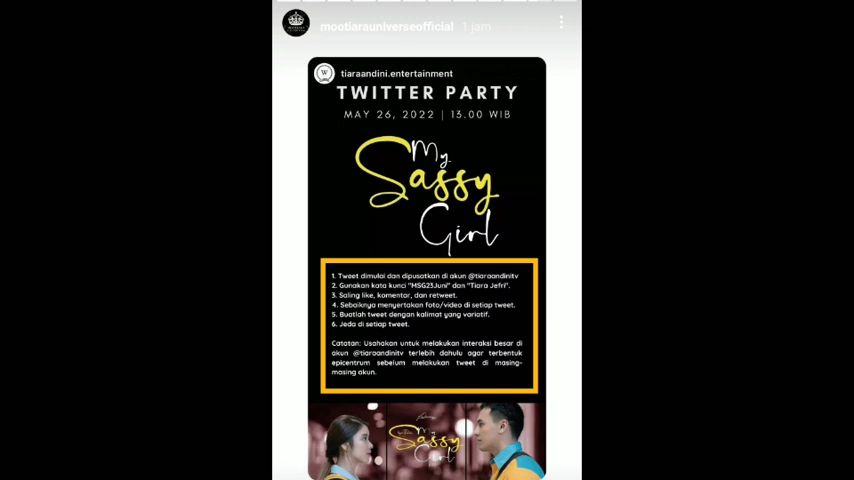 mootiarauniverseofficial 1 jam
tiaraandini.entertainment
TWITTER PARTY
MAY 26, 2022 | 13.00 WIB
My
Sassy
Girl
1. Tweet dimulai dan dipusatkan di akun @tiaraandinitv
2. Gunakan kata kunci "MSG23Juni" dan "Tiara Jefri".
3. Saling like, komentar, dan retweet.
4. Sebaiknya menyertakan foto/video di setiap tweet.
5. Buatlah tweet dengan kalimat yang variatif.
6. Jeda di setiap tweet.
Catatan: Usahakan untuk melakukan interaksi besar di
akun @tiaraandinitv terlebih dahulu agar terbentuk
epicentrum sebelum melakukan tweet di masing-
masing akun.
My
Sassy
Girl